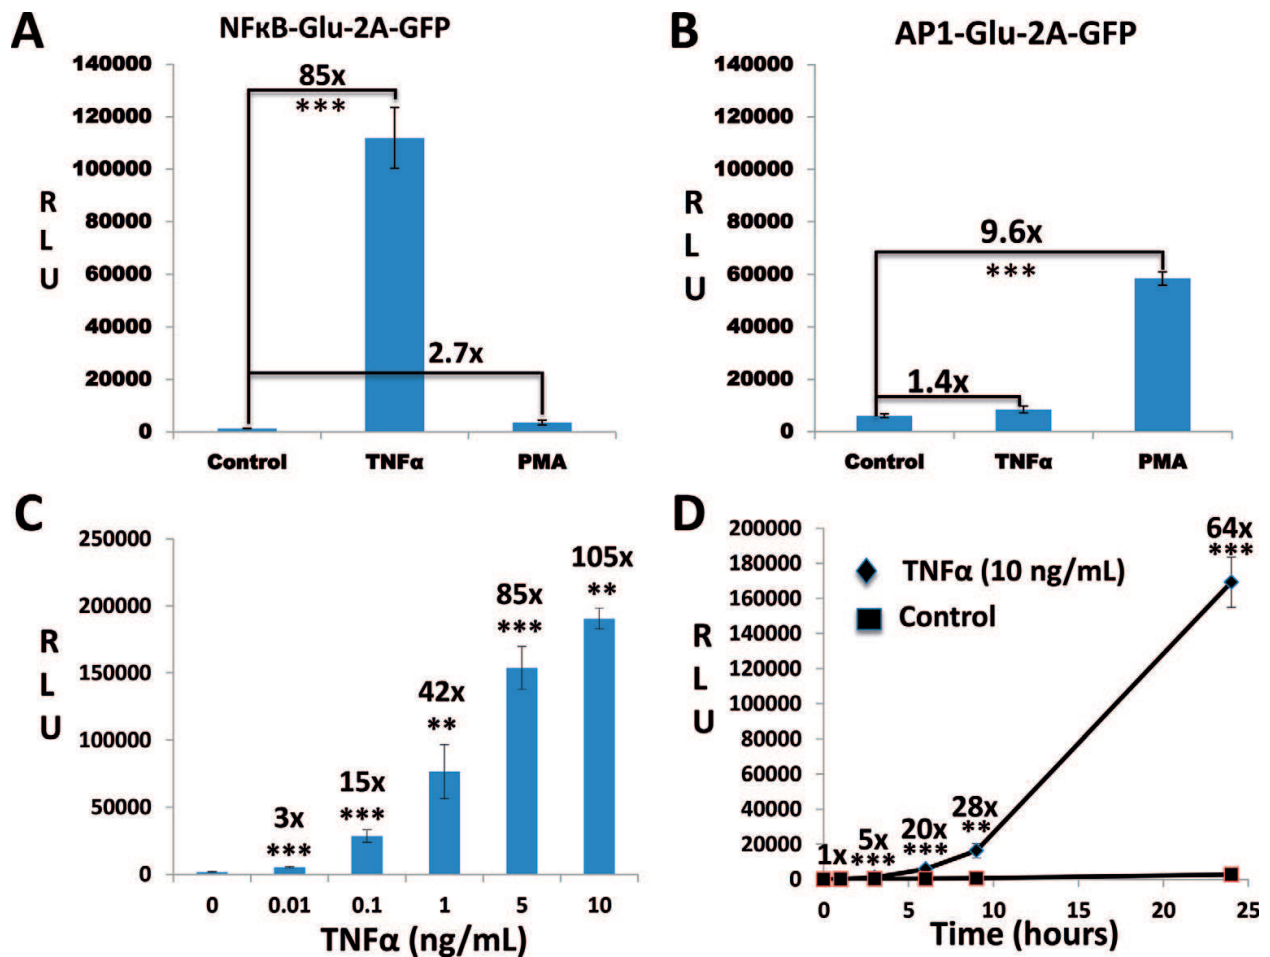 A
NFκB-Glu-2A-GFP
140000
120000
100000
80000
60000
40000
20000
0
R
L
U
85x
***
2.7x
Control TNFα PMA
B
AP1-Glu-2A-GFP
140000
120000
100000
80000
60000
40000
20000
0
R
L
U
9.6x
***
1.4x
Control TNFα PMA
C
250000
200000
150000
100000
50000
0
R
L
U
3x
***
15x
***
42x
**
85x
***
105x
**
0 0.01 0.1 1 5 10
TNFα (ng/mL)
D
200000
180000
160000
140000
120000
100000
80000
60000
40000
20000
0
R
L
U
TNFα (10 ng/mL)
Control
1x
5x
***
20x
***
28x
**
64x
***
0 5 10 15 20 25
Time (hours)